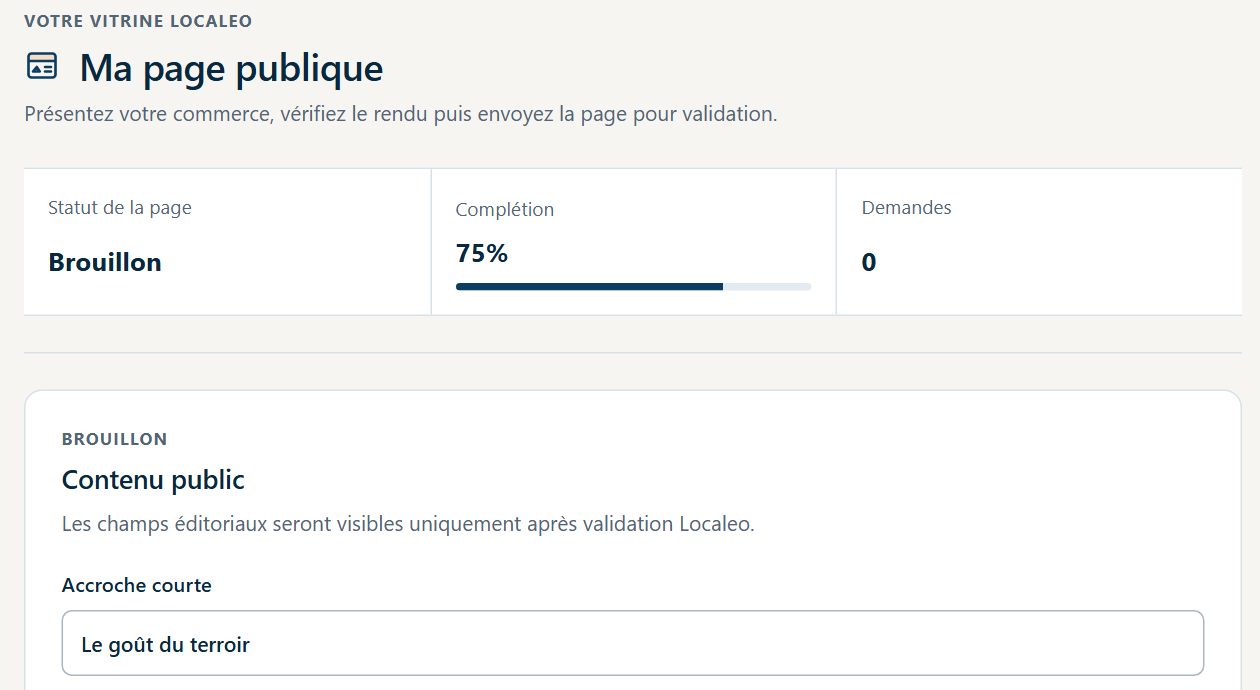 VOTRE VITRINE LOCALEO
Ma page publique
Présentez votre commerce, vérifiez le rendu puis envoyez la page pour validation.
Statut de la page
Brouillon
Complétion
75%
Demandes
0
BROUILLON
Contenu public
Les champs éditoriaux seront visibles uniquement après validation Localeo.
Accroche courte
Le goût du terroir